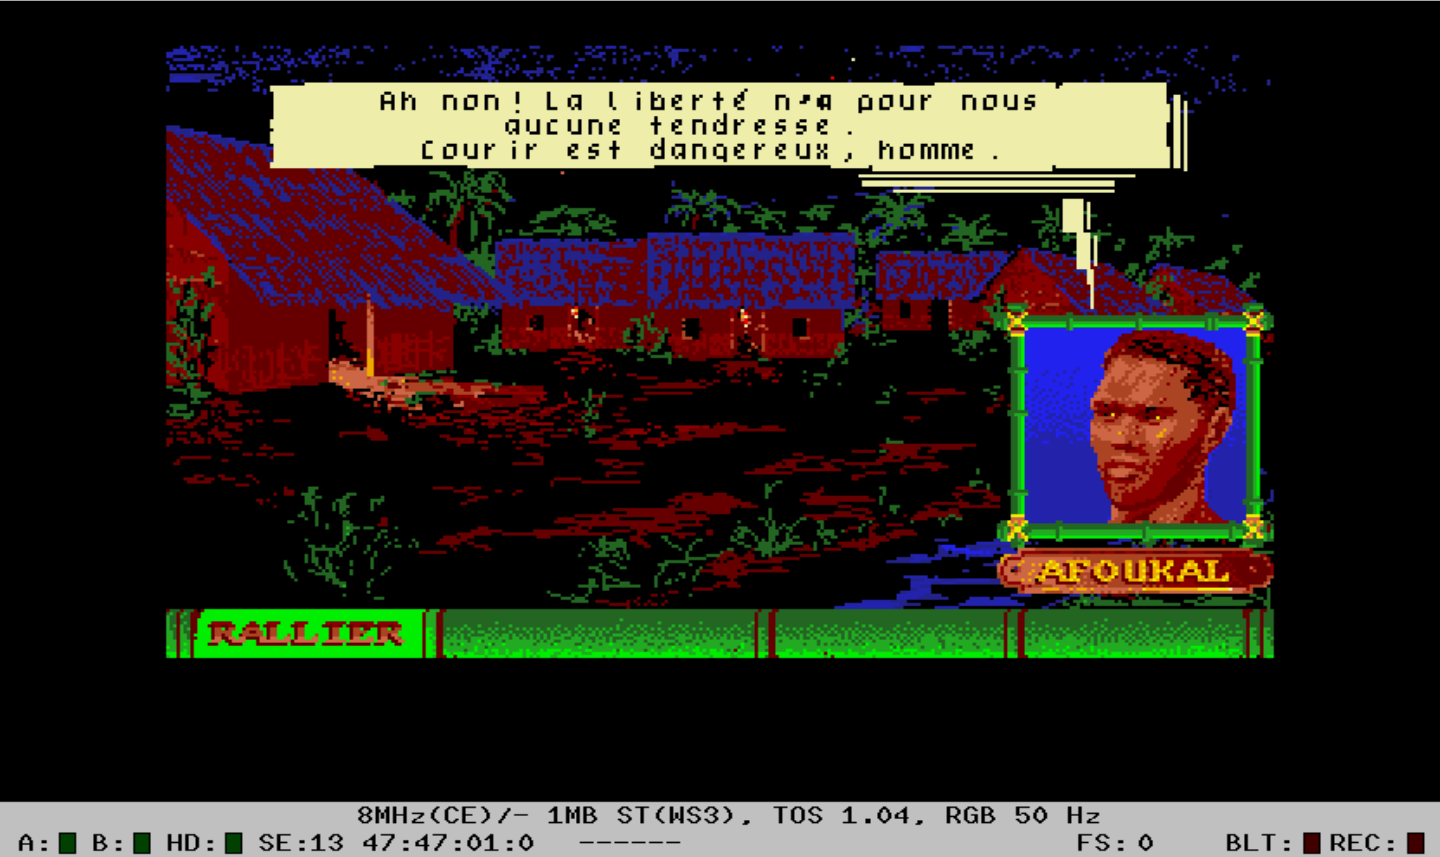 Ah non! La liberté n'a pour nous
aucune tendresse.
Courir est dangereux, homme.
AFOUKAL
RALLIER
8MHz(CE)/- 1MB ST(WS3), TOS 1.04, RGB 50 Hz
A: B: HD: SE:13 47:47:01:0 ------ FS: 0 BLT: REC: